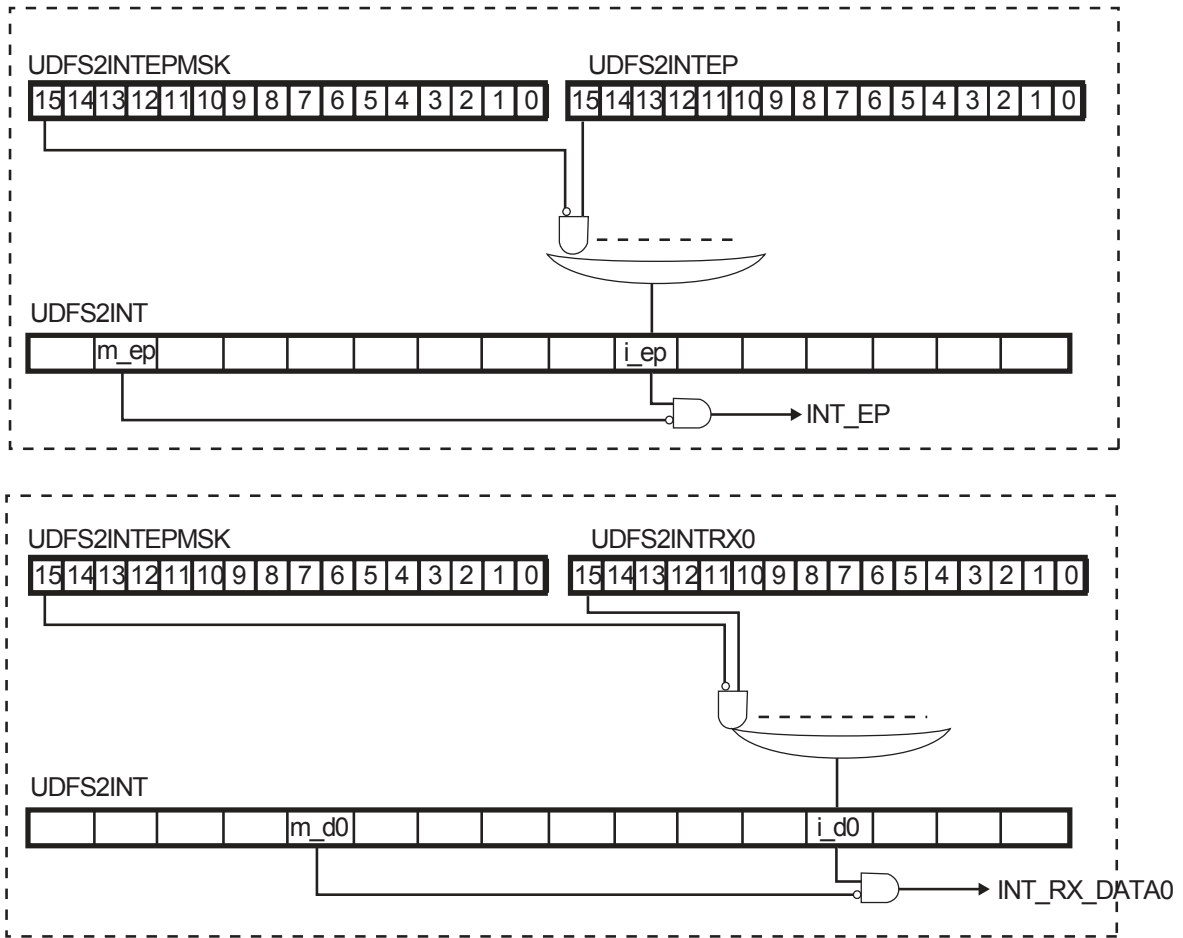 UDFS2INTEPMSK UDFS2INTEP
15 14 13 12 11 10 9 8 7 6 5 4 3 2 1 0 15 14 13 12 11 10 9 8 7 6 5 4 3 2 1 0
UDFS2INT
m_ep i_ep
INT_EP
UDFS2INTEPMSK UDFS2INTRX0
15 14 13 12 11 10 9 8 7 6 5 4 3 2 1 0 15 14 13 12 11 10 9 8 7 6 5 4 3 2 1 0
UDFS2INT
m_d0 i_d0
INT_RX_DATA0